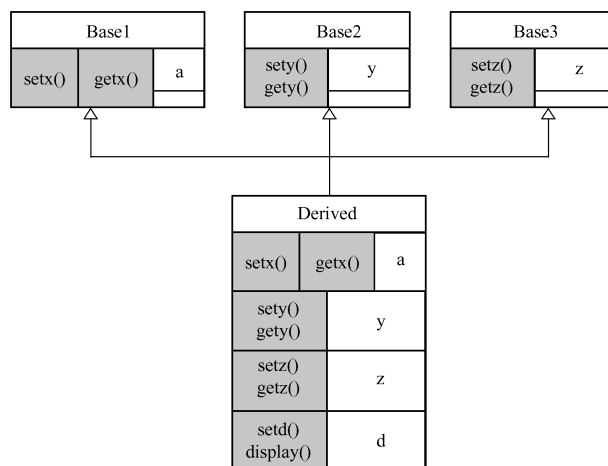 Base1
setx() getx() a
Base2
sety() y
gety()
Base3
setz() z
getz()
Derived
setx() getx() a
sety() y
gety()
setz() z
getz()
setd() d
display()